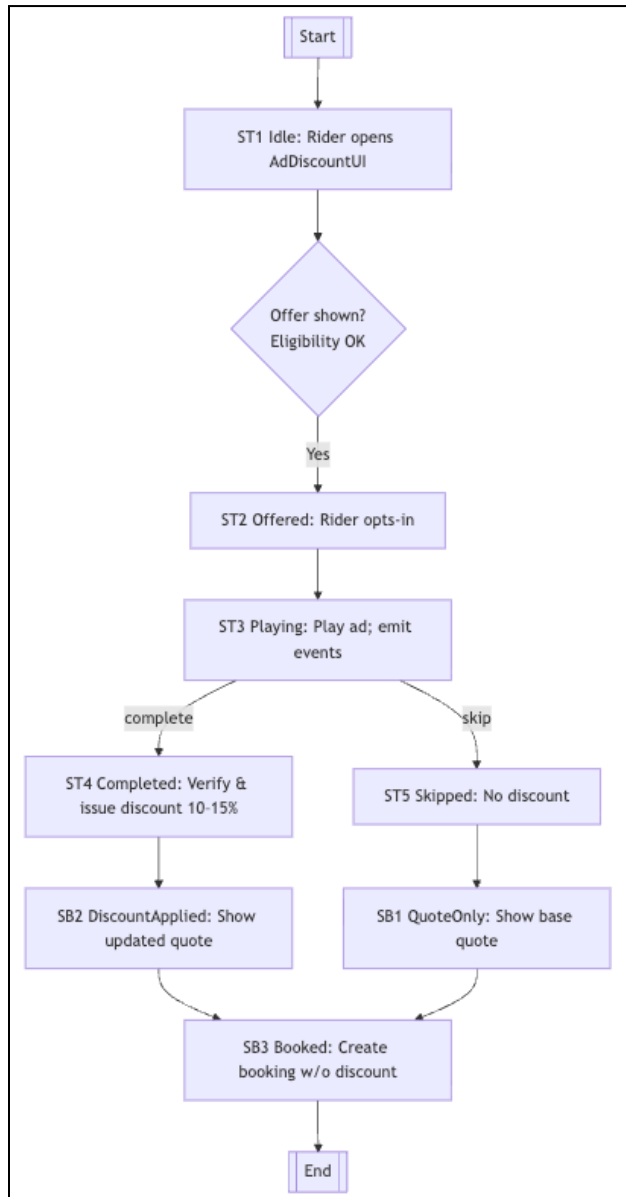 Start
ST1 Idle: Rider opens
AdDiscountUI
Offer shown?
Eligibility OK
Yes
ST2 Offered: Rider opts-in
ST3 Playing: Play ad; emit
events
complete
skip
ST4 Completed: Verify &
issue discount 10-15%
ST5 Skipped: No discount
SB2 DiscountApplied: Show
updated quote
SB1 QuoteOnly: Show base
quote
SB3 Booked: Create
booking w/o discount
End